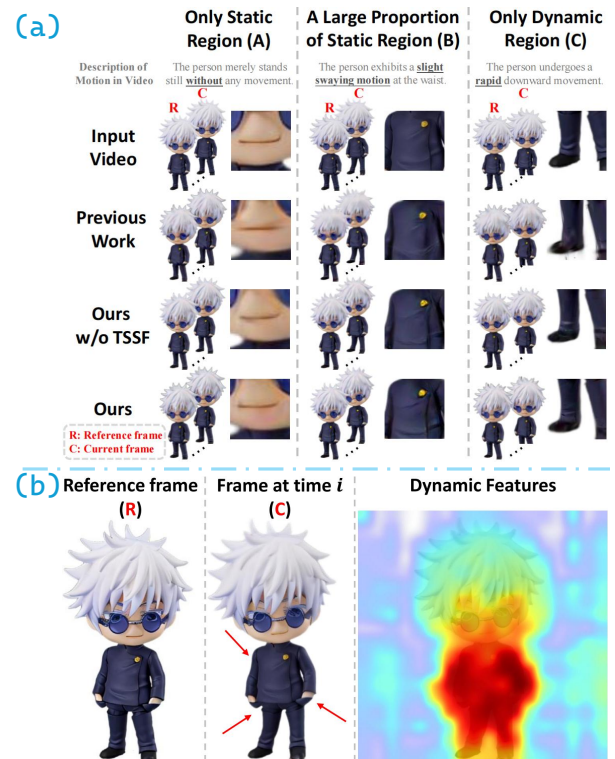 (a)
Only Static
Region (A)
A Large Proportion
of Static Region (B)
Only Dynamic
Region (C)
Description of
Motion in Video
The person merely stands
still without any movement.
The person exhibits a slight
swaying motion at the waist.
The person undergoes a
rapid downward movement.
R
C
R
C
R
C
Input
Video
Previous
Work
Ours
w/o TSSF
Ours
R: Reference frame
C: Current frame
(b)
Reference frame
(R)
Frame at time i
(C)
Dynamic Features